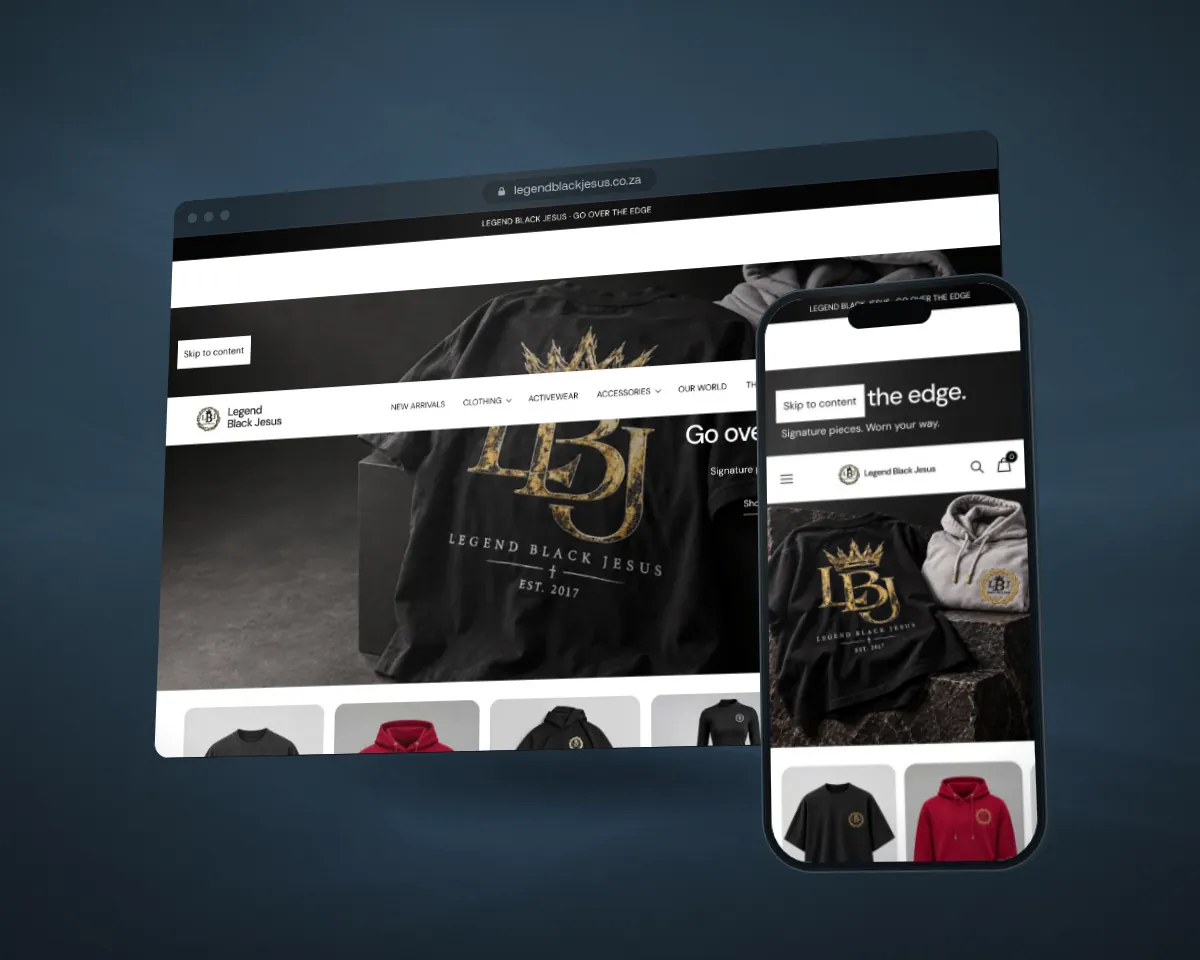 legendblackjesus.co.za
LEGEND BLACK JESUS · GO OVER THE EDGE
Skip to content
Legend
Black Jesus
NEW ARRIVALS
CLOTHING
ACTIVEWEAR
ACCESSORIES
OUR WORLD
TH
LBJ
LEGEND BLACK JESUS
EST. 2017
Go ove
Signature p
Sho
LEGEND BLACK JESUS · GO OVER THE EDGE
Skip to content
the edge.
Signature pieces. Worn your way.
Legend Black Jesus
0
LBJ
LEGEND BLACK JESUS
EST. 2017
LBJ